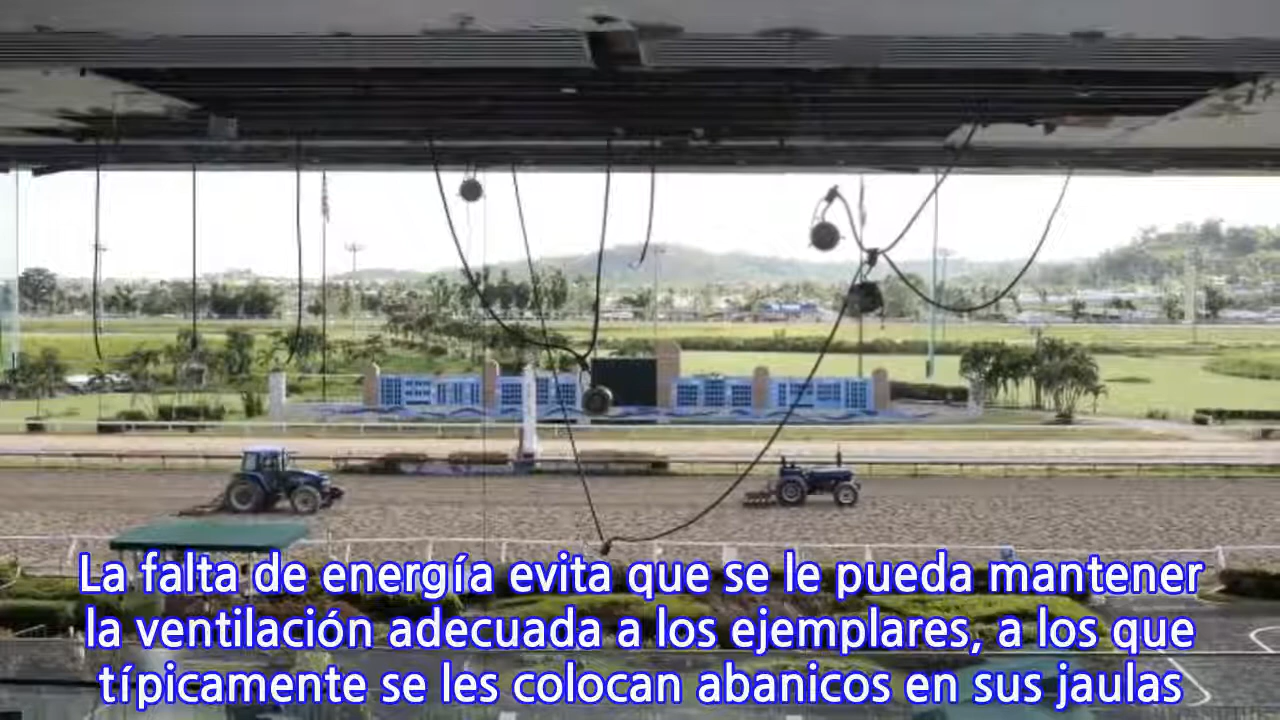 La falta de energía evita que se le pueda mantener
la ventilación adecuada a los ejemplares, a los que
típicamente se les colocan abanicos en sus jaulas